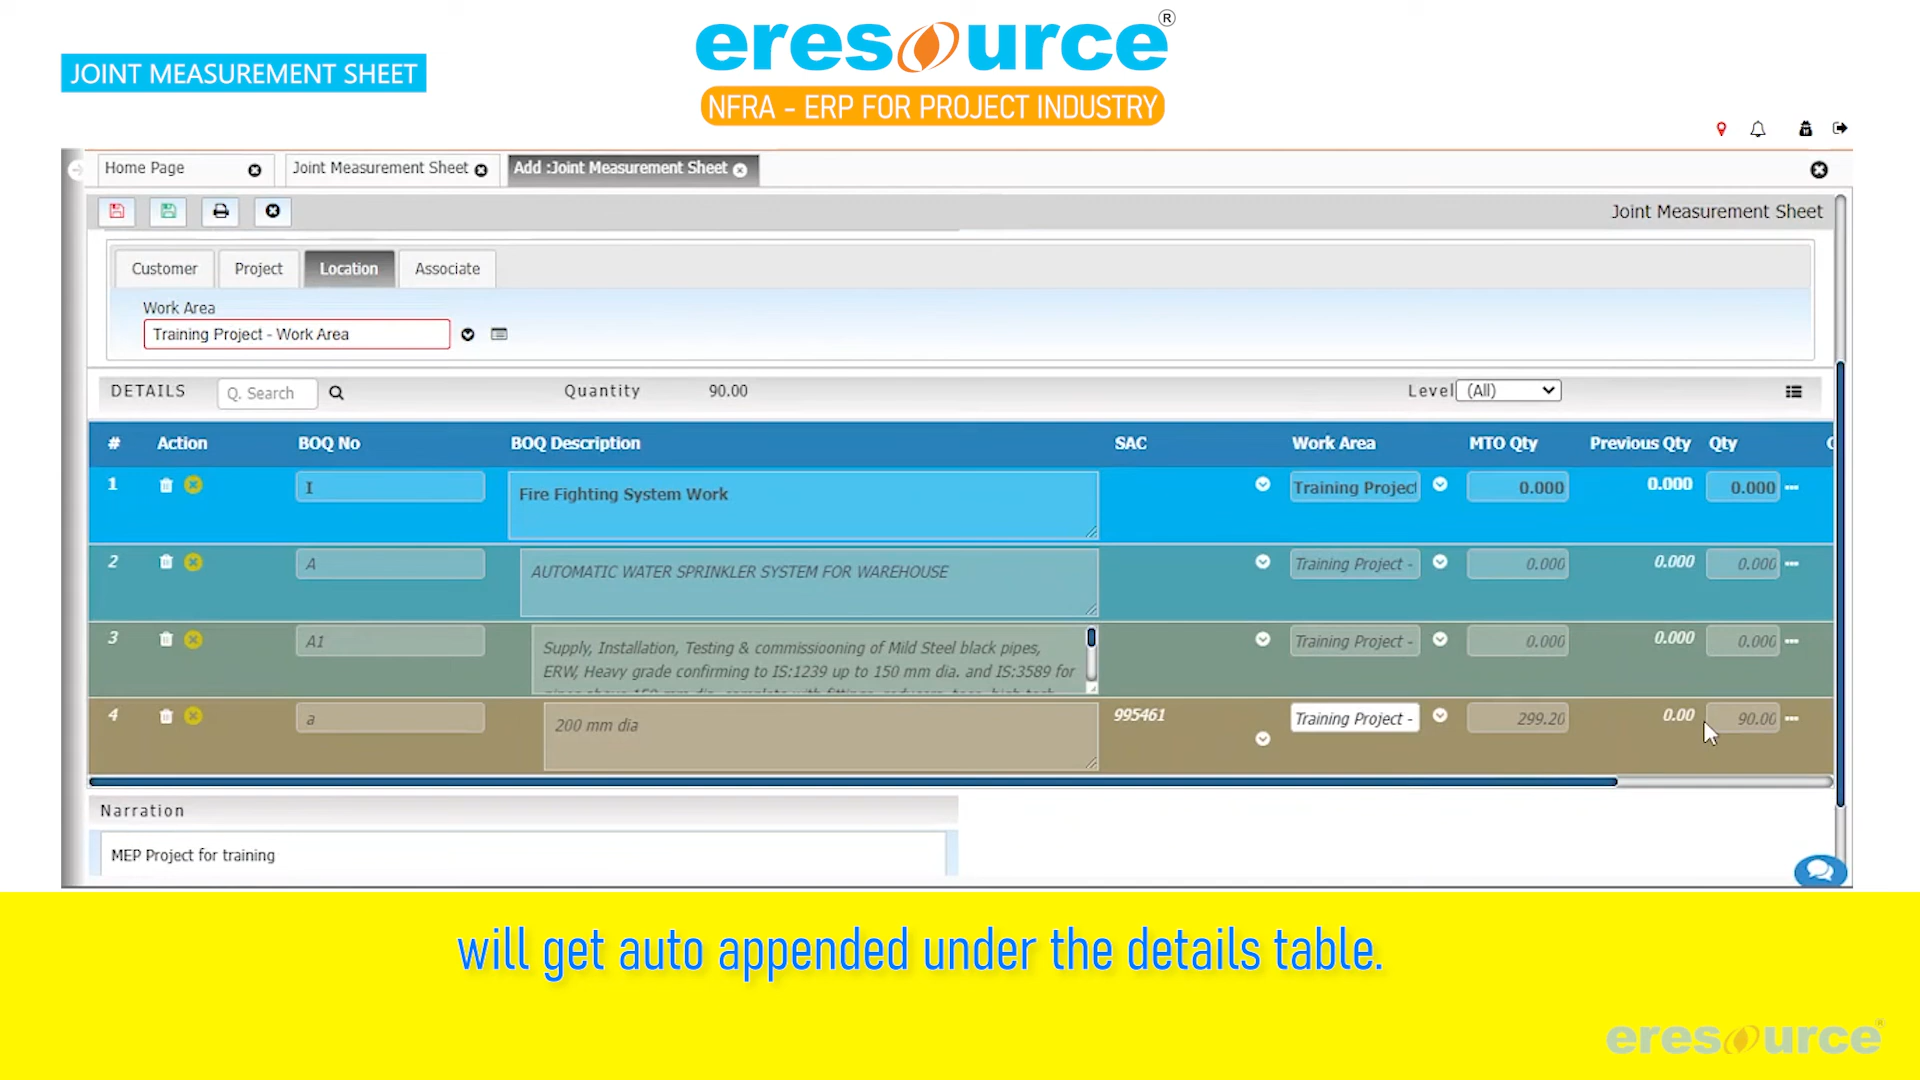 JOINT MEASUREMENT SHEET
eresource®
NFRA - ERP FOR PROJECT INDUSTRY
Home Page
Joint Measurement Sheet
Add :Joint Measurement Sheet
Joint Measurement Sheet
Customer
Project
Location
Associate
Work Area
Training Project - Work Area
DETAILS
Q. Search
Quantity
90.00
Level
(All)
# Action BOQ No BOQ Description SAC Work Area MTO Qty Previous Qty Qty
1 I Fire Fighting System Work Training Project 0.000 0.000 0.000
2 A AUTOMATIC WATER SPRINKLER SYSTEM FOR WAREHOUSE Training Project - 0.000 0.000 0.000
3 A1 Supply, Installation, Testing & commissiooning of Mild Steel black pipes, Training Project - 0.000 0.000 0.000
ERW, Heavy grade confirming to IS:1239 up to 150 mm dia. and IS:3589 for
4 a 200 mm dia 995461 Training Project - 299.20 0.00 90.00
Narration
MEP Project for training
will get auto appended under the details table.
eresource®